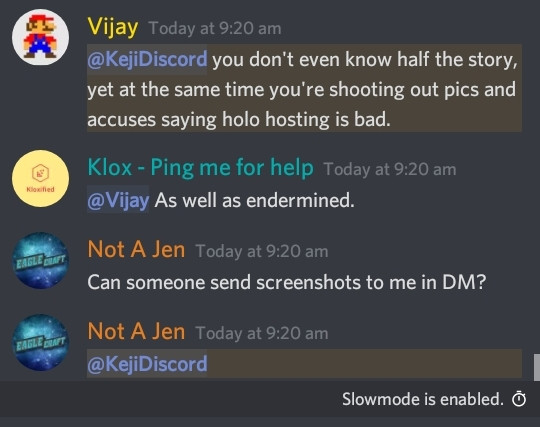 Vijay Today at 9:20 am
@KejiDiscord you don't even know half the story,
yet at the same time you're shooting out pics and
accuses saying holo hosting is bad.
Klox - Ping me for help Today at 9:20 am
Kloxified
@Vijay As well as endermined.
Not A Jen Today at 9:20 am
EAGLE CRAFT
Can someone send screenshots to me in DM?
Not A Jen Today at 9:20 am
EAGLE CRAFT
@KejiDiscord
Slowmode is enabled.